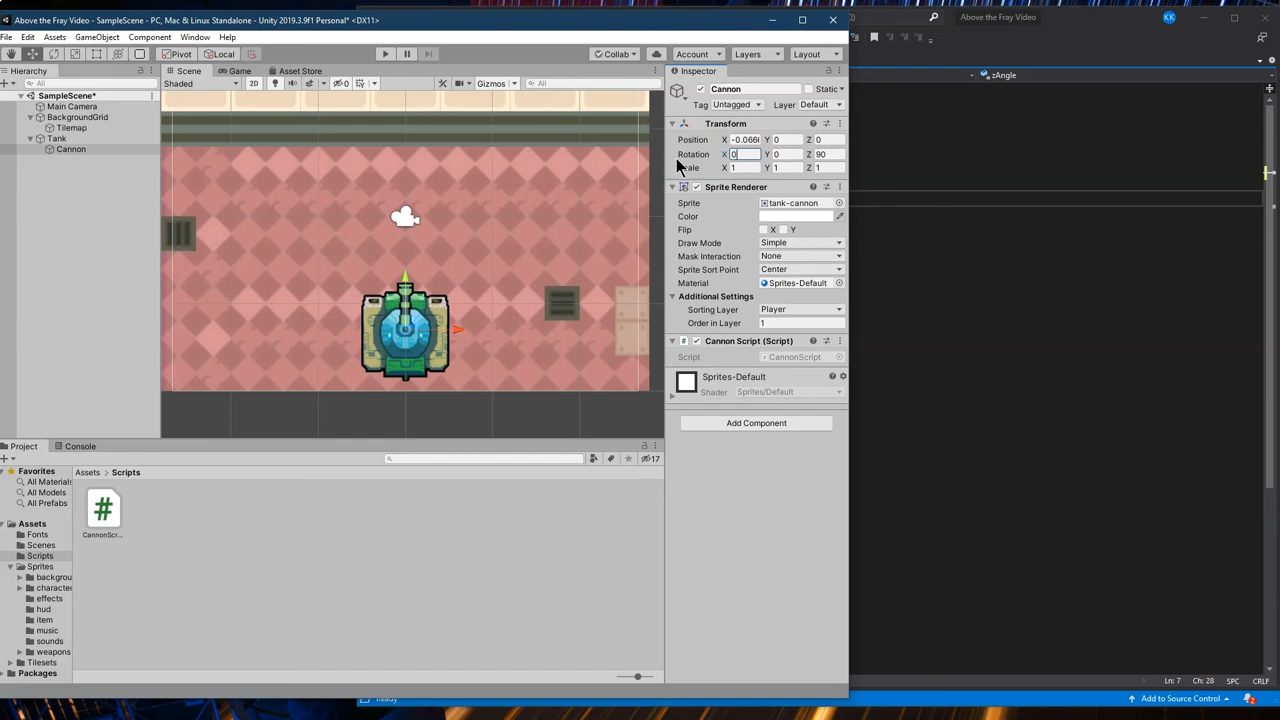 Above the Fray Video - SampleScene - PC, Mac & Linux Standalone - Unity 2019.3.9f1 Personal* <DX11>
Above the Fray Video
KK
File Edit Assets GameObject Component Window Help
Pivot Local
Collab Account Layers Layout
Hierarchy
Scene Game Asset Store
Inspector
zAngle
All
Shaded 2D 0 Gizmos All
Cannon Static
SampleScene*
Tag Untagged Layer Default
Main Camera
BackgroundGrid
Tilemap
Tank
Cannon
Transform
Position X -0.066 Y 0 Z 0
Rotation X 0 Y 0 Z 90
X 1 Y 1 Z 1
Sprite Renderer
Sprite tank-cannon
Color
Flip X Y
Draw Mode Simple
Mask Interaction None
Sprite Sort Point Center
Material Sprites-Default
Additional Settings
Sorting Layer Player
Order in Layer 1
Cannon Script (Script)
Script CannonScript
Sprites-Default
Shader Sprites/Default
Add Component
Project Console
17
Favorites
All Materials
All Models
All Prefabs
Assets > Scripts
CannonScr...
Assets
Fonts
Scenes
Scripts
Sprites
backgrou
character
effects
hud
item
music
sounds
weapons
Tilesets
Packages
Ln: 7 Ch: 28 SPC CRLF
Ready Add to Source Control 2